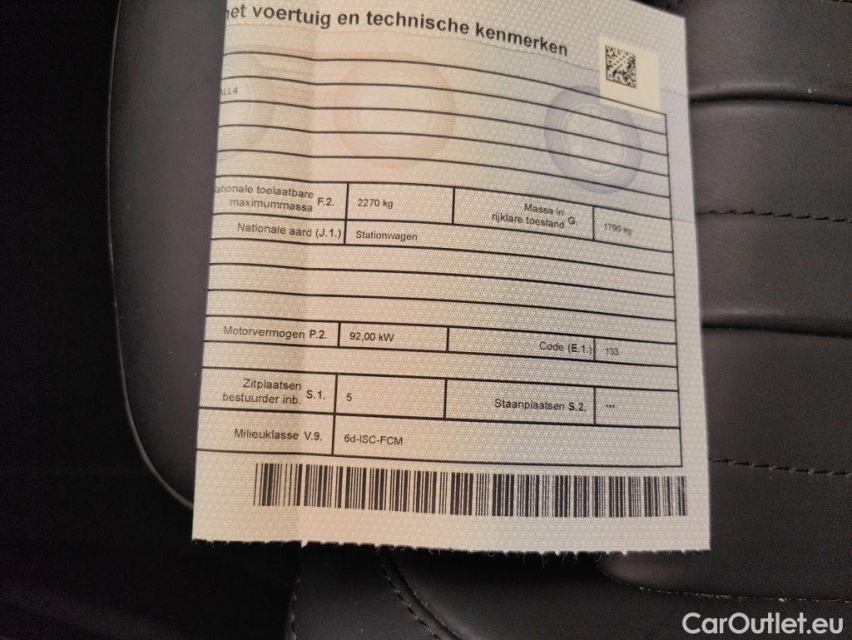 het voertuig en technische kenmerken
ALL4
ationale toelaatbare maximummassa F.2. 2270 kg Massa in rijklare toestand G. 1790 kg
Nationale aard (J.1.) Stationwagen
Motorvermogen P.2. 92,00 kW Code (E.1.) 133
Zitplaatsen bestuurder inb. S.1. 5 Staanplaatsen S.2. ---
Milieuklasse V.9. 6d-ISC-FCM
CarOutlet.eu